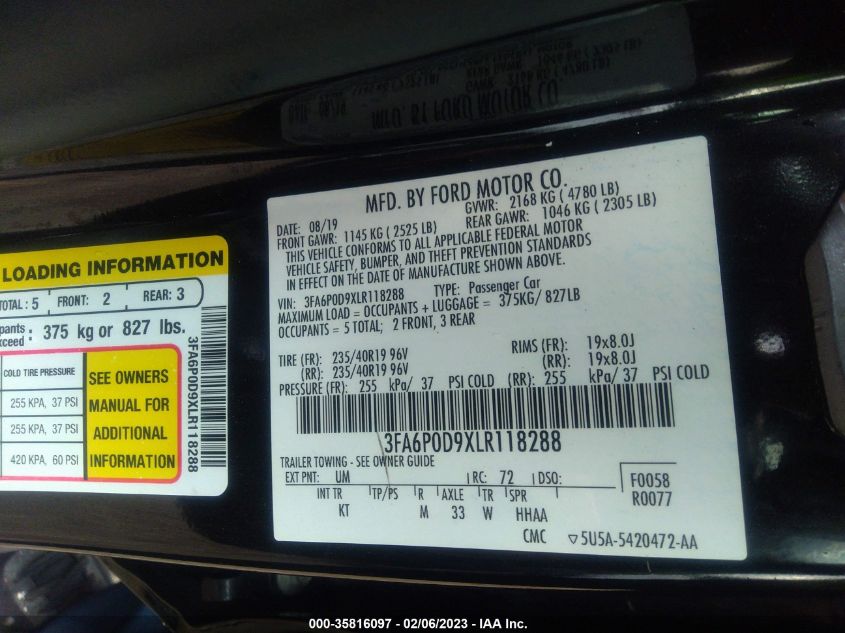 MFD. BY FORD MOTOR CO.
DATE: 08/19
GVWR: 2168 KG ( 4780 LB)
FRONT GAWR: 1145 KG ( 2525 LB)
REAR GAWR: 1046 KG ( 2305 LB)
THIS VEHICLE CONFORMS TO ALL APPLICABLE FEDERAL MOTOR
VEHICLE SAFETY, BUMPER, AND THEFT PREVENTION STANDARDS
IN EFFECT ON THE DATE OF MANUFACTURE SHOWN ABOVE.
VIN: 3FA6P0D9XLR118288 TYPE: Passenger Car
MAXIMUM LOAD = OCCUPANTS + LUGGAGE = 375KG/ 827LB
OCCUPANTS = 5 TOTAL; 2 FRONT, 3 REAR
TIRE (FR): 235/40R19 96V RIMS (FR): 19x8.0J
(RR): 235/40R19 96V (RR): 19x8.0J
PRESSURE (FR): 255 kPa/ 37 PSI COLD (RR): 255 kPa/ 37 PSI COLD
3FA6P0D9XLR118288
TRAILER TOWING - SEE OWNER GUIDE
EXT PNT: UM RC: 72 DSO:
F0058
R0077
INT TR TP/PS R AXLE TR SPR
KT M 33 W HHAA
CMC ▽5U5A-5420472-AA
LOADING INFORMATION
TOTAL: 5 FRONT: 2 REAR: 3
pants
xceed : 375 kg or 827 lbs.
COLD TIRE PRESSURE
255 KPA, 37 PSI
255 KPA, 37 PSI
420 KPA, 60 PSI
SEE OWNERS
MANUAL FOR
ADDITIONAL
INFORMATION
3FA6P0D9XLR118288
000-35816097 - 02/06/2023 - IAA Inc.